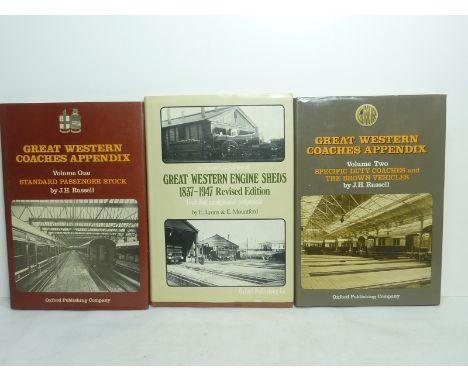 GREAT WESTERN
COACHES APPENDIX
Volume One
STANDARD PASSENGER STOCK
by J.H. Russell
Oxford Publishing Company
GREAT WESTERN ENGINE SHEDS
1837-1947 Revised Edition
by E. Lyons & E. Mountford
GWR
GREAT WESTERN
COACHES APPENDIX
Volume Two
SPECIFIC DUTY COACHES and
THE BROWN VEHICLES
by J.H. Russell
Oxford Publishing Company